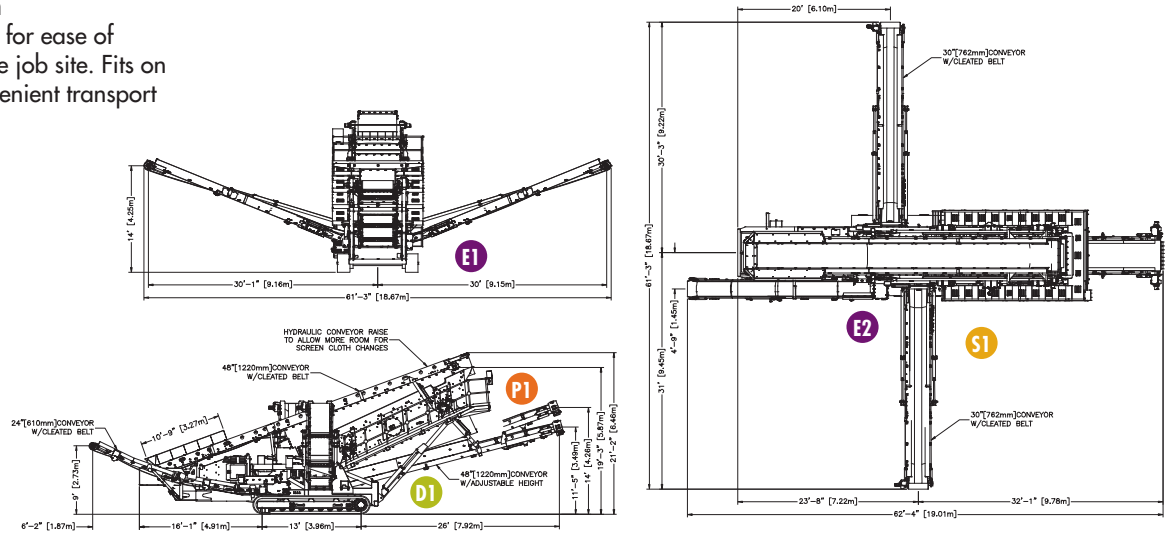 for ease of
job site. Fits on
transport
14' [4.25m]
E1
30'-1" [9.16m]
30' [9.15m]
61'-3" [18.67m]
HYDRAULIC CONVEYOR RAISE
TO ALLOW MORE ROOM FOR
SCREEN CLOTH CHANGES
48"[1220mm]CONVEYOR
W/CLEATED BELT
P1
10'-9" [3.27m]
24"[610mm]CONVEYOR
W/CLEATED BELT
9' [2.73m]
48"[1220mm]CONVEYOR
W/ADJUSTABLE HEIGHT
D1
11'-5" [3.49m]
14' [4.26m]
19'-3" [5.87m]
21'-2" [6.46m]
6'-2" [1.87m]
16'-1" [4.91m]
13' [3.96m]
26' [7.92m]
20' [6.10m]
30"[762mm]CONVEYOR
W/CLEATED BELT
30'-3" [9.22m]
61'-3" [18.67m]
4'-9" [1.45m]
31' [9.45m]
E2
S1
30"[762mm]CONVEYOR
W/CLEATED BELT
23'-8" [7.22m]
32'-1" [9.78m]
62'-4" [19.01m]